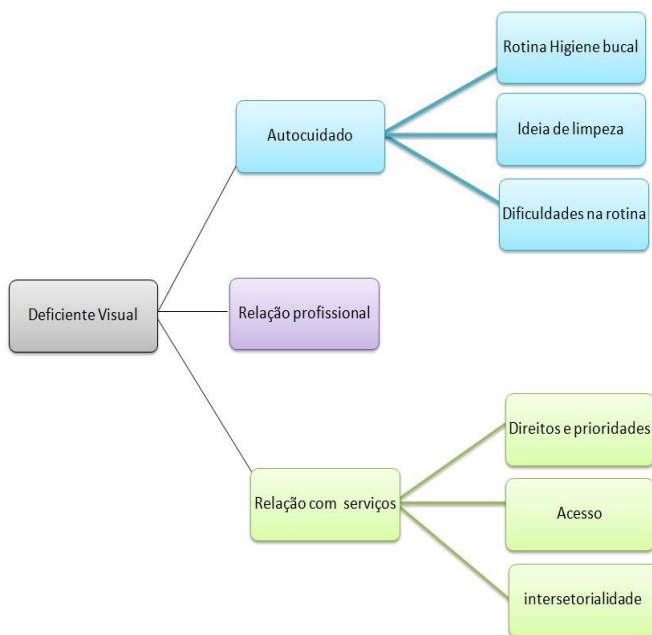 Rotina Higiene bucal
Autocuidado
Ideia de limpeza
Dificuldades na rotina
Deficiente Visual
Relação profissional
Direitos e prioridades
Relação com serviços
Acesso
intersetorialidade